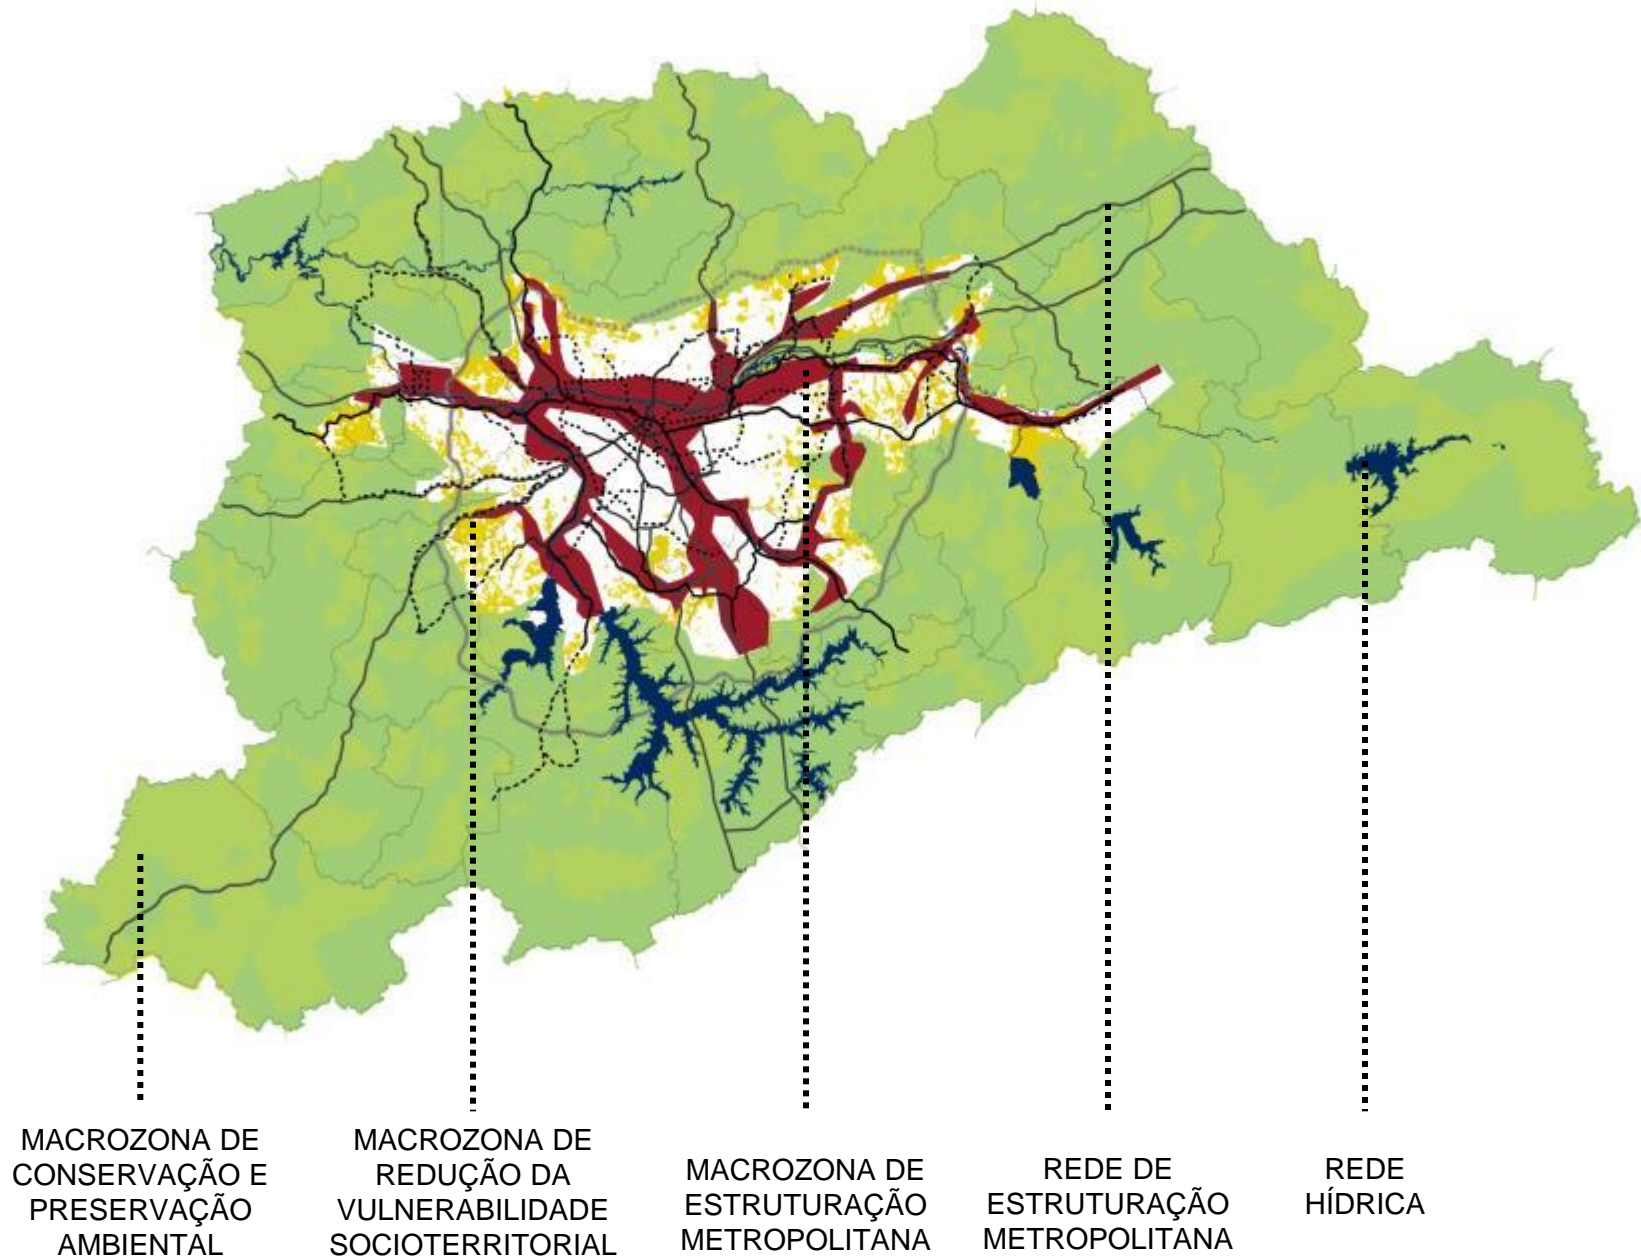 MACROZONA DE
CONSERVAÇÃO E
PRESERVAÇÃO
AMBIENTAL
MACROZONA DE
REDUÇÃO DA
VULNERABILIDADE
SOCIOTERRITORIAL
MACROZONA DE
ESTRUTURAÇÃO
METROPOLITANA
REDE DE
ESTRUTURAÇÃO
METROPOLITANA
REDE
HÍDRICA